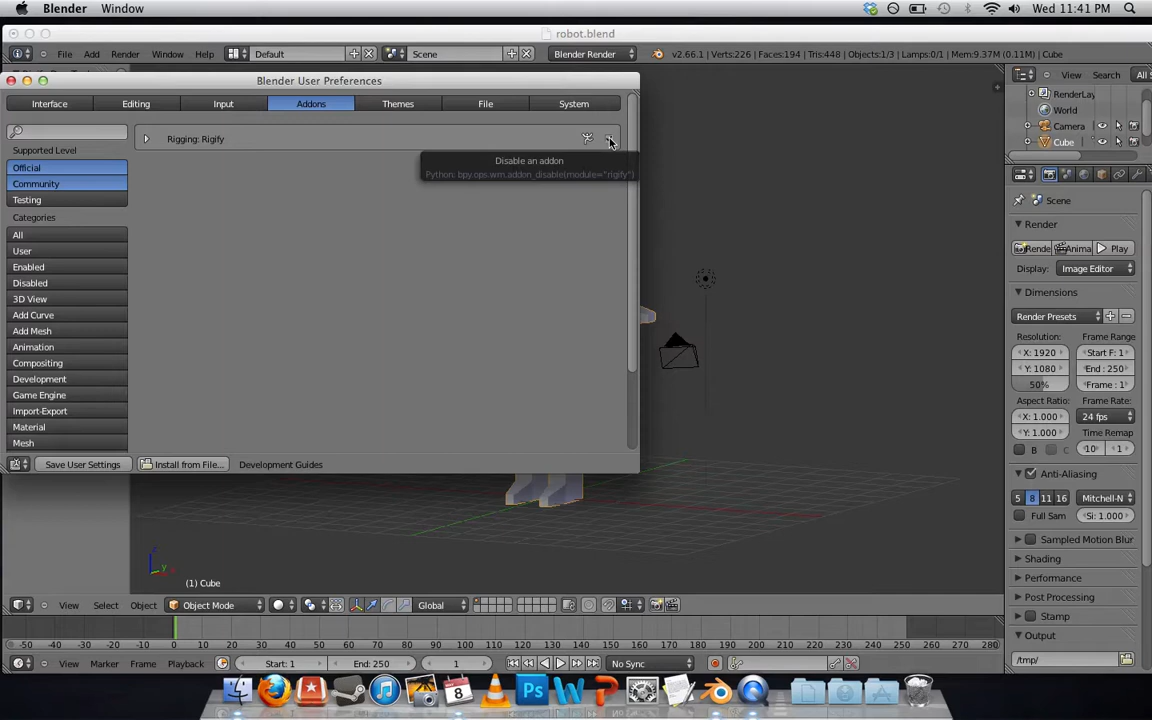 Blender Window Wed 11:41 PM
robot.blend
File Add Render Window Help Default Scene Blender Render v2.66.1 | Verts:226 | Faces:194 | Tris:448 | Objects:1/3 | Lamps:0/1 | Mem:9.37M (0.11M) | Cube
Blender User Preferences
View Search All S
Interface Editing Input Addons Themes File System
RenderLay
World
Camera
Cube
Rigging: Rigify
Supported Level
Official
Community
Testing
Disable an addon
Python: bpy.ops.wm.addon_disable(module="rigify")
Categories
All
User
Enabled
Disabled
3D View
Add Curve
Add Mesh
Animation
Compositing
Development
Game Engine
Import-Export
Material
Mesh
Save User Settings Install from File... Development Guides
Scene
Render
Rende Anima Play
Display: Image Editor
Dimensions
Render Presets
Resolution: Frame Range
X: 1920 Start F: 1
Y: 1080 End : 250
50% Frame : 1
Aspect Ratio: Frame Rate:
X: 1.000 24 fps
Y: 1.000 Time Remap
B C 10 1
Anti-Aliasing
5 8 11 16 Mitchell-N
Full Sam Si: 1.000
Sampled Motion Blur
Shading
Performance
Post Processing
Stamp
Output
/tmp/
z y
(1) Cube
View Select Object Object Mode Global
-50 -40 -30 -20 -10 0 10 20 30 40 50 60 70 80 90 100 110 120 130 140 150 160 170 180 190 200 210 220 230 240 250 260 270 280
View Marker Frame Playback Start: 1 End: 250 1 No Sync
8 Ps